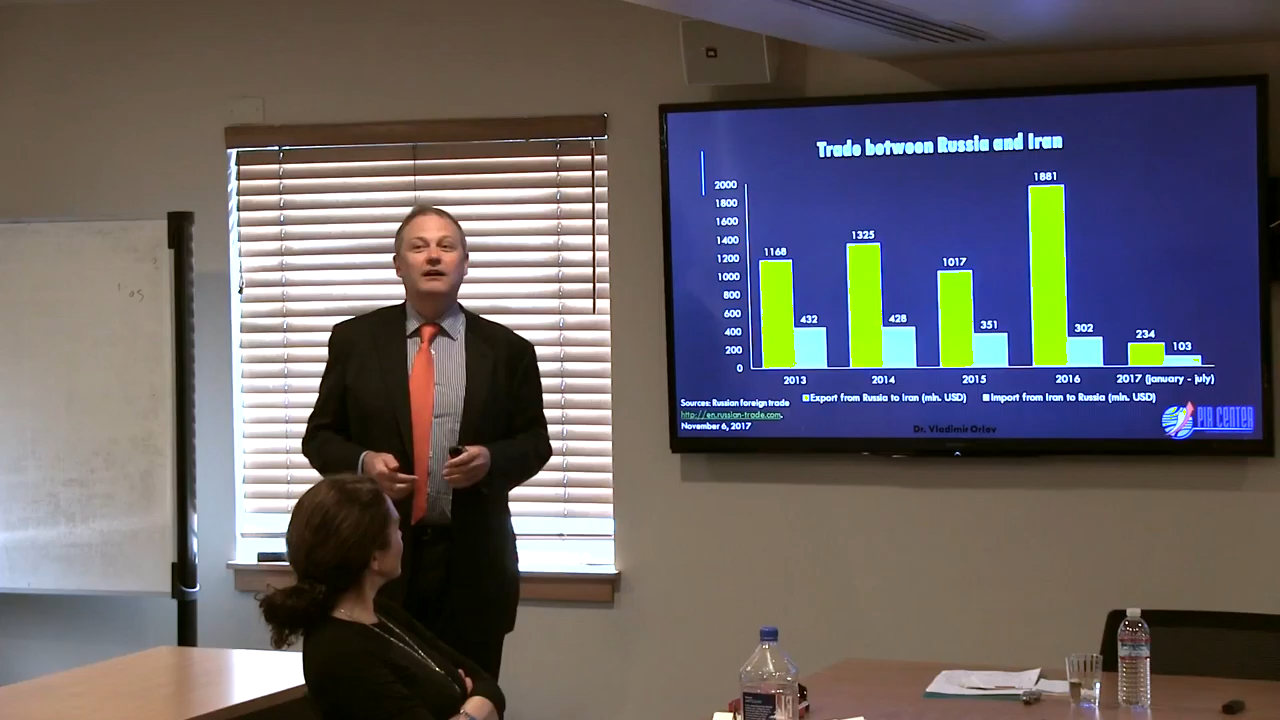 Trade between Russia and Iran
2000
1800
1600
1400
1200
1000
800
600
400
200
0
1168
432
1325
428
1017
351
1881
302
234
103
2013
2014
2015
2016
2017 (january - july)
Export from Russia to Iran (mln. USD)
Import from Iran to Russia (mln. USD)
Sources: Russian foreign trade
http://en.russian-trade.com.
November 6, 2017
Dr. Vladimir Orlov
PIR CENTER